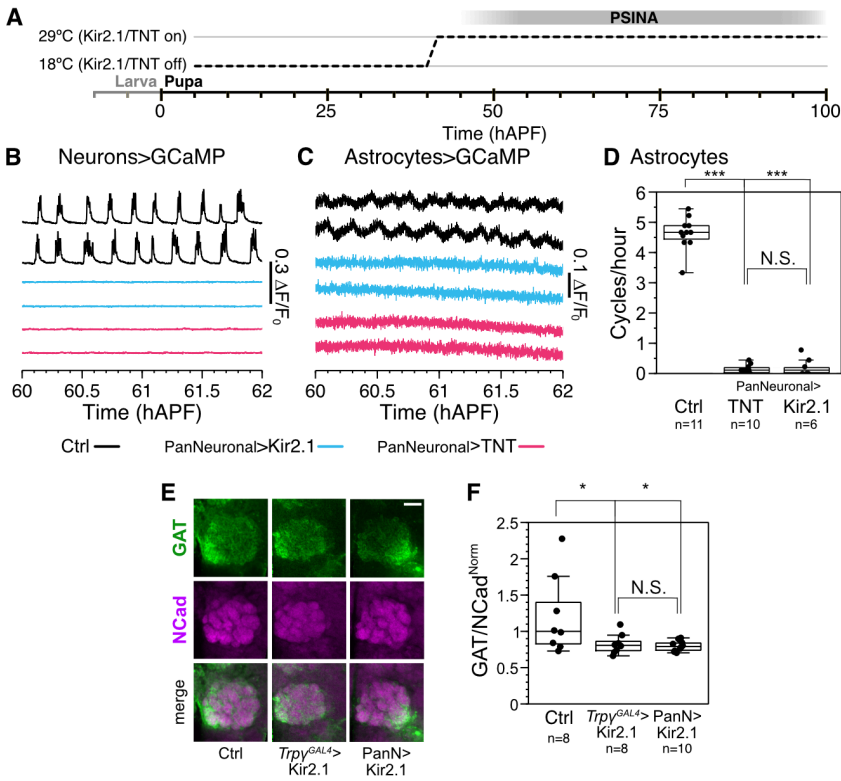 A
PSINA
29°C (Kir2.1/TNT on)
18°C (Kir2.1/TNT off)
Larva Pupa
0 25 50 75 100
Time (hAPF)
B Neurons>GCaMP
0.3 ΔF/F0
60 60.5 61 61.5 62
Time (hAPF)
C Astrocytes>GCaMP
0.1 ΔF/F0
60 60.5 61 61.5 62
Time (hAPF)
Ctrl
PanNeuronal>Kir2.1
PanNeuronal>TNT
D Astrocytes
*** ***
N.S.
Cycles/hour
6
5
4
3
2
1
0
PanNeuronal>
Ctrl TNT Kir2.1
n=11 n=10 n=6
E
GAT
NCad
merge
Ctrl TrpγGAL4> PanN>
Kir2.1 Kir2.1
F
* *
N.S.
GAT/NCadNorm
2.5
2
1.5
1
0.5
0
Ctrl TrpγGAL4> PanN>
Kir2.1 Kir2.1
n=8 n=8 n=10